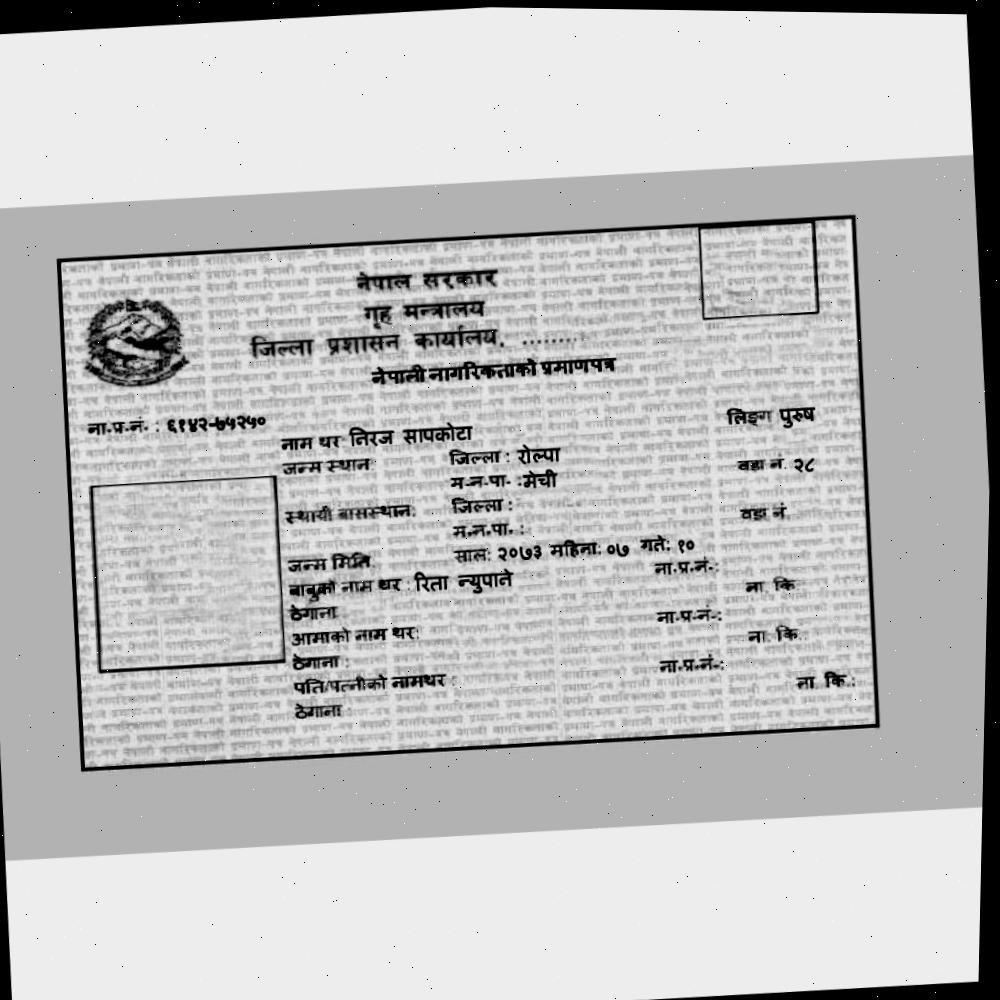 नेपाल सरकार
गृह मन्त्रालय
जिल्ला प्रशासन कार्यालय, ........
नेपाली नागरिकताको प्रमाणपत्र
ना.प्र.नं. : ६१४२-७५२५० लिङ्ग पुरुष
नाम थर निरज सापकोटा
जन्म स्थान: जिल्ला : रोल्पा वडा नं. २८
म.न.पा. : मेची
स्थायी बासस्थान: जिल्ला : वडा नं.
म.न.पा. :
जन्म मिति: साल: २०७३ महिना: ०७ गते: १०
बाबुको नाम थर : रिता न्युपाने ना.प्र.नं.:
ठेगाना ना. कि.
आमाको नाम थर: ना.प्र.नं.:
ठेगाना : ना. कि.:
पति/पत्नीको नामथर : ना.प्र.नं.:
ठेगाना ना. कि.: